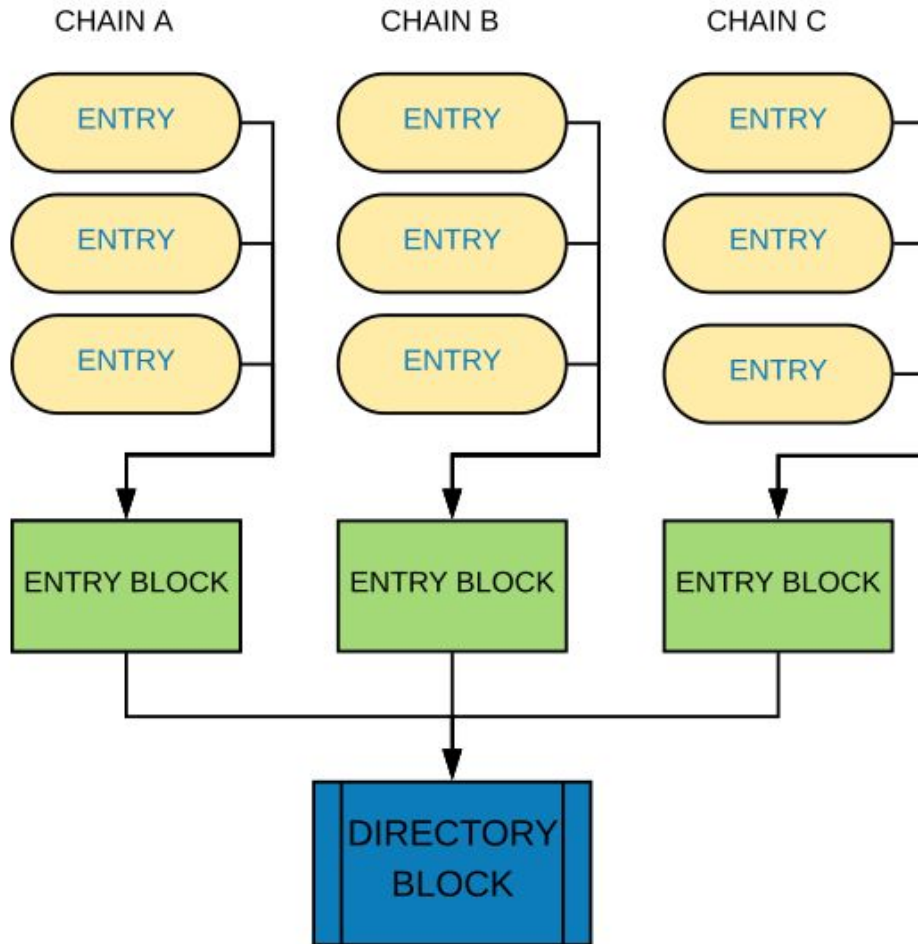 CHAIN A
CHAIN B
CHAIN C
ENTRY
ENTRY
ENTRY
ENTRY
ENTRY
ENTRY
ENTRY
ENTRY
ENTRY
ENTRY BLOCK
ENTRY BLOCK
ENTRY BLOCK
DIRECTORY
BLOCK